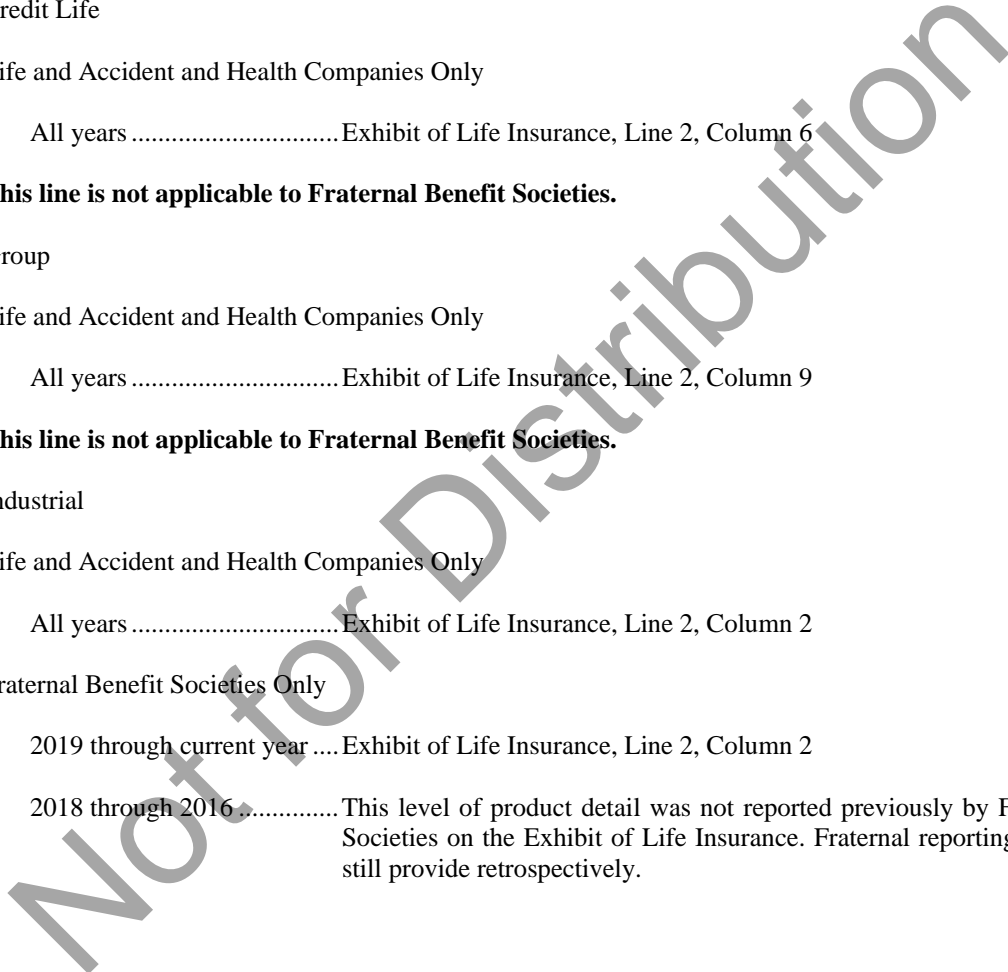 redit Life
ife and Accident and Health Companies Only
All years ............................... Exhibit of Life Insurance, Line 2, Column 6
his line is not applicable to Fraternal Benefit Societies.
roup
ife and Accident and Health Companies Only
All years ............................... Exhibit of Life Insurance, Line 2, Column 9
his line is not applicable to Fraternal Benefit Societies.
ndustrial
ife and Accident and Health Companies Only
All years ............................... Exhibit of Life Insurance, Line 2, Column 2
raternal Benefit Societies Only
2019 through current year .... Exhibit of Life Insurance, Line 2, Column 2
2018 through 2016 ............... This level of product detail was not reported previously by F
Societies on the Exhibit of Life Insurance. Fraternal reporting
still provide retrospectively.
Not for Distribution